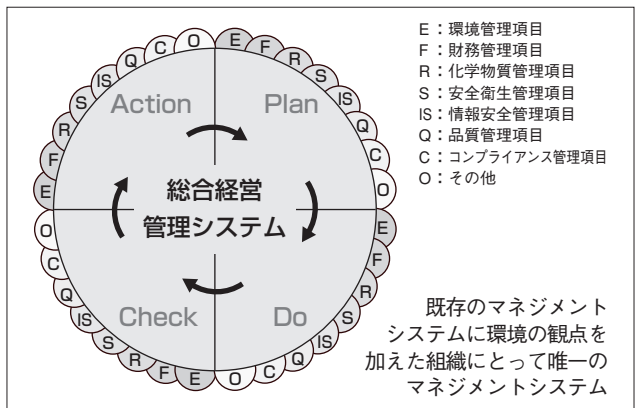 E F R S IS Q C O
E F R S IS Q C O
E F R S IS Q C O
E F R S IS Q C O
Action
Plan
総合経営
管理システム
Check
Do
E：環境管理項目
F：財務管理項目
R：化学物質管理項目
S：安全衛生管理項目
IS：情報安全管理項目
Q：品質管理項目
C：コンプライアンス管理項目
O：その他
既存のマネジメント
システムに環境の観点を
加えた組織にとって唯一の
マネジメントシステム